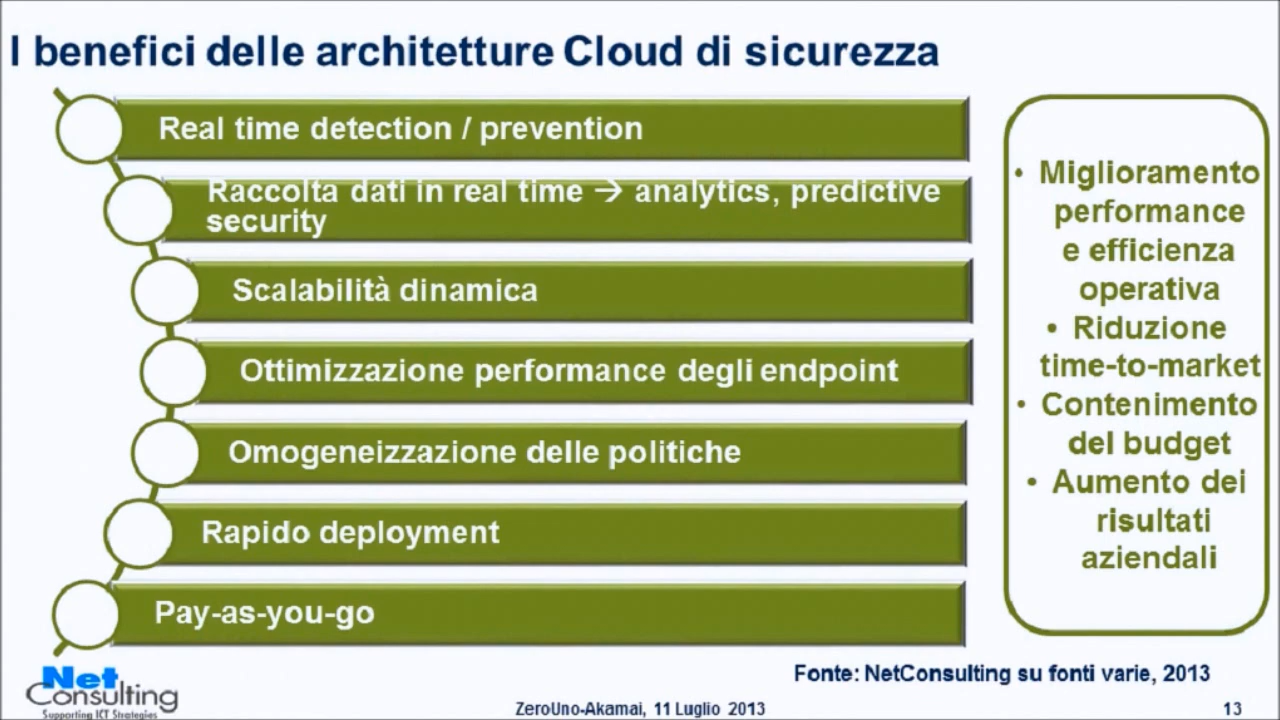 I benefici delle architetture Cloud di sicurezza
Real time detection / prevention
Raccolta dati in real time → analytics, predictive
security
Scalabilità dinamica
Ottimizzazione performance degli endpoint
Omogeneizzazione delle politiche
Rapido deployment
Pay-as-you-go
• Miglioramento
performance
e efficienza
operativa
• Riduzione
time-to-market
• Contenimento
del budget
• Aumento dei
risultati
aziendali
Net
Consulting
Supporting ICT Strategies
Fonte: NetConsulting su fonti varie, 2013
ZeroUno-Akamai, 11 Luglio 2013
13